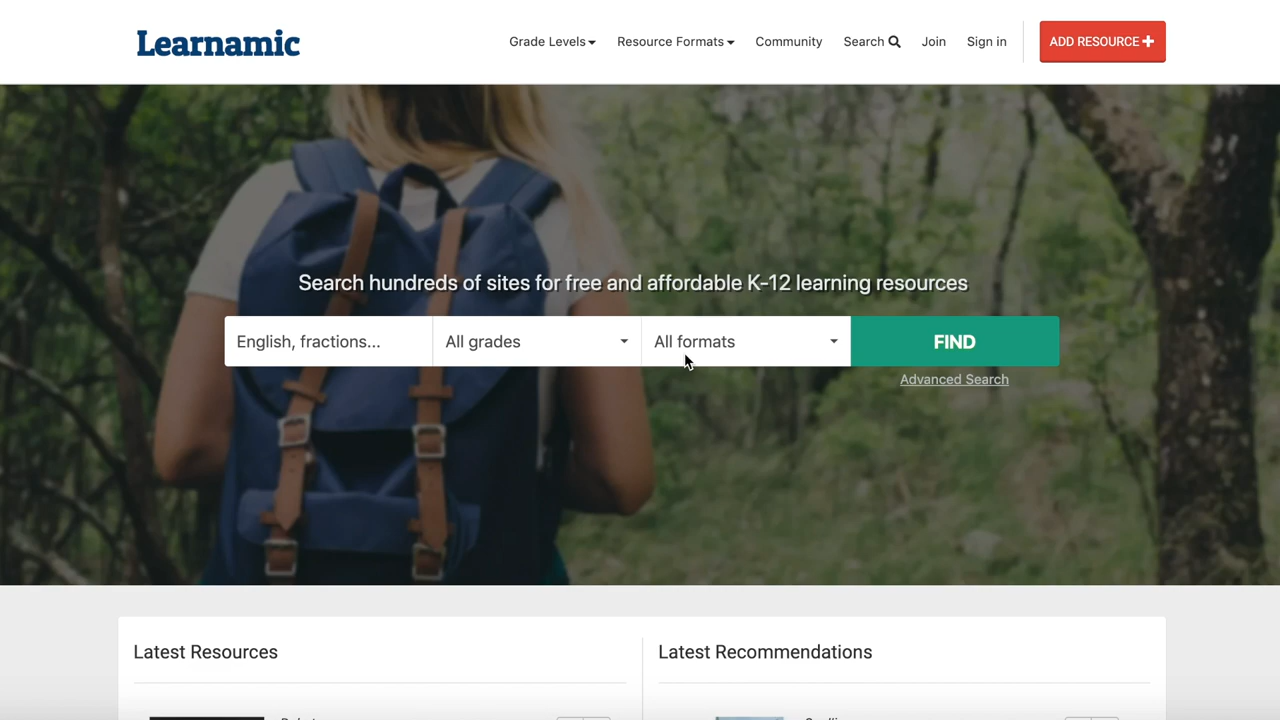 Learnamic
Grade Levels
Resource Formats
Community
Search
Join
Sign in
ADD RESOURCE
Search hundreds of sites for free and affordable K-12 learning resources
English, fractions...
All grades
All formats
FIND
Advanced Search
Latest Resources
Latest Recommendations